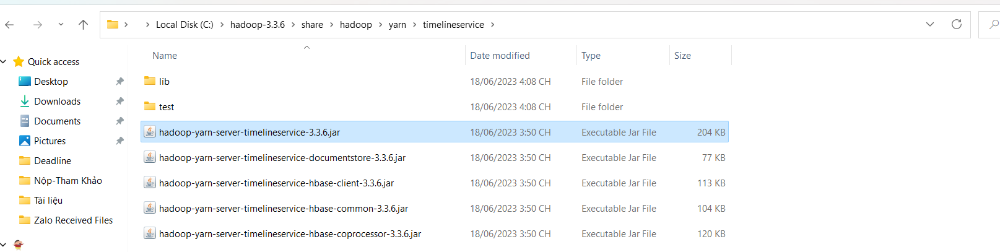 Local Disk (C:) > hadoop-3.3.6 > share > hadoop > yarn > timelineservice >
Name Date modified Type Size
Quick access
Desktop
Downloads
Documents
Pictures
Deadline
Nộp-Tham Khảo
Tài liệu
Zalo Received Files
lib 18/06/2023 4:08 CH File folder
test 18/06/2023 4:08 CH File folder
hadoop-yarn-server-timelineservice-3.3.6.jar 18/06/2023 3:50 CH Executable Jar File 204 KB
hadoop-yarn-server-timelineservice-documentstore-3.3.6.jar 18/06/2023 3:50 CH Executable Jar File 77 KB
hadoop-yarn-server-timelineservice-hbase-client-3.3.6.jar 18/06/2023 3:50 CH Executable Jar File 113 KB
hadoop-yarn-server-timelineservice-hbase-common-3.3.6.jar 18/06/2023 3:50 CH Executable Jar File 104 KB
hadoop-yarn-server-timelineservice-hbase-coprocessor-3.3.6.jar 18/06/2023 3:50 CH Executable Jar File 120 KB